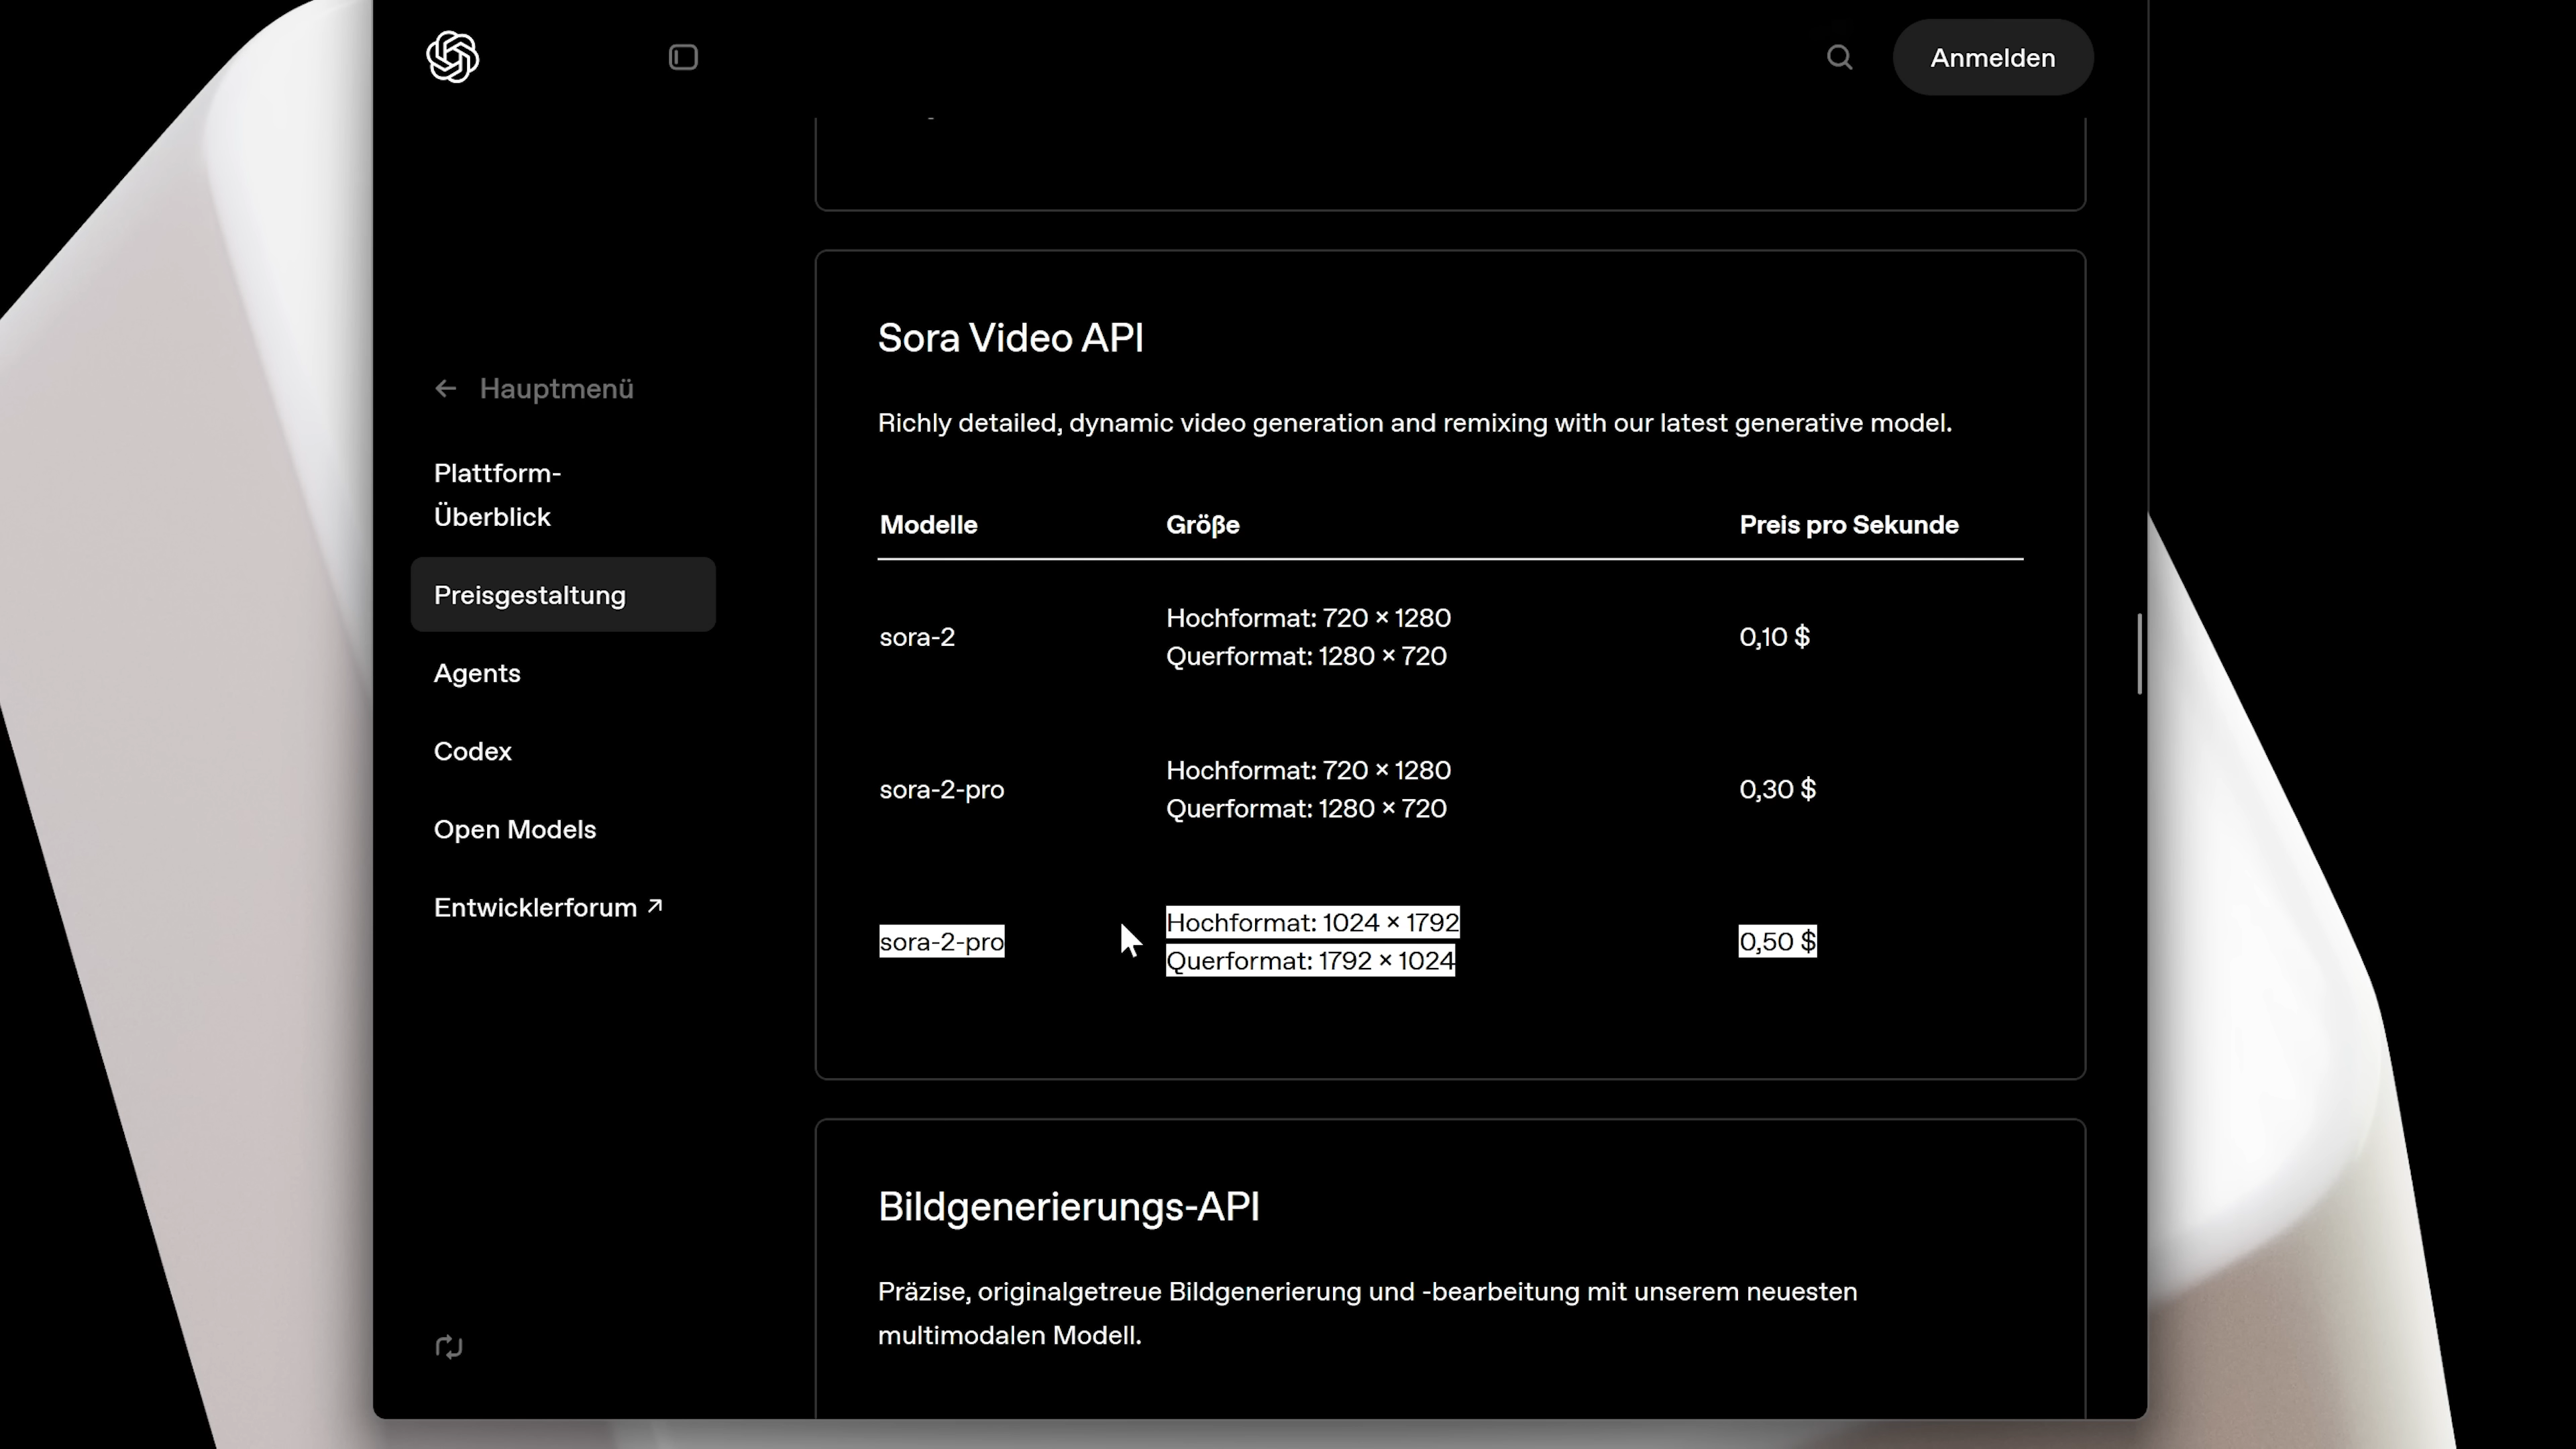 Anmelden
Hauptmenü
Plattform-
Überblick
Preisgestaltung
Agents
Codex
Open Models
Entwicklerforum ↗
Sora Video API
Richly detailed, dynamic video generation and remixing with our latest generative model.
Modelle Größe Preis pro Sekunde
sora-2 Hochformat: 720 × 1280 0,10 $
Querformat: 1280 × 720
sora-2-pro Hochformat: 720 × 1280 0,30 $
Querformat: 1280 × 720
sora-2-pro Hochformat: 1024 × 1792 0,50 $
Querformat: 1792 × 1024
Bildgenerierungs-API
Präzise, originalgetreue Bildgenerierung und -bearbeitung mit unserem neuesten
multimodalen Modell.